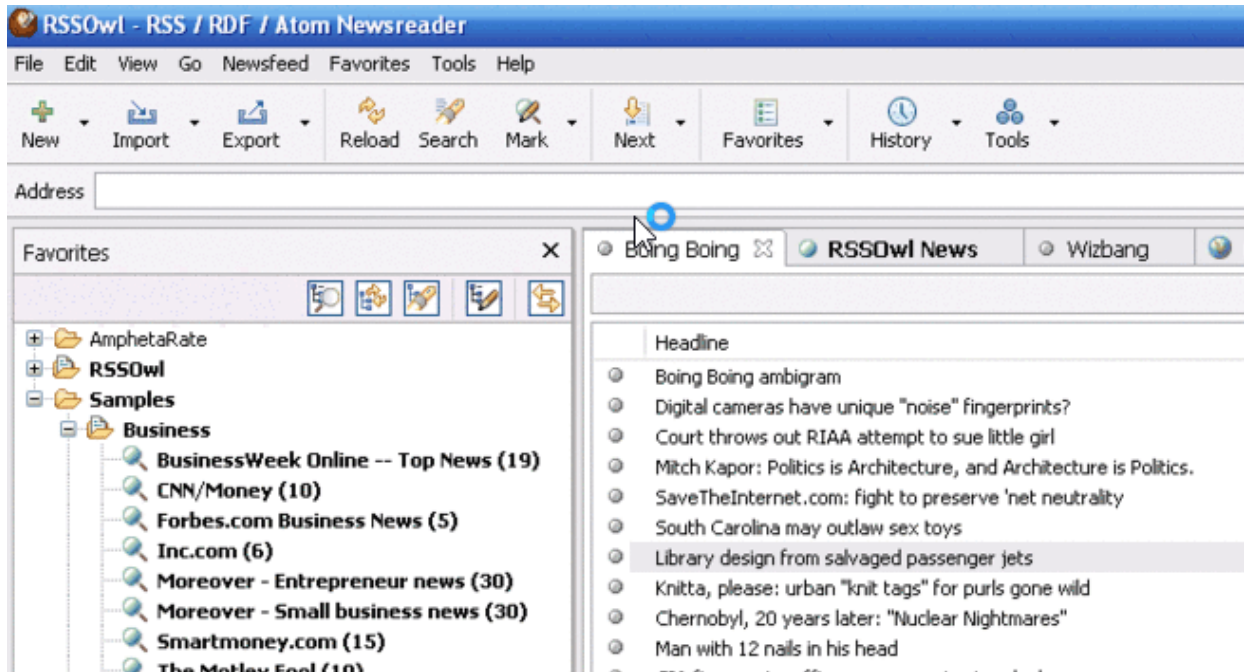 RSSOwl - RSS / RDF / Atom Newsreader
File Edit View Go Newsfeed Favorites Tools Help
New Import Export Reload Search Mark Next Favorites History Tools
Address
Favorites
AmphetaRate
RSSOwl
Samples
Business
BusinessWeek Online -- Top News (19)
CNN/Money (10)
Forbes.com Business News (5)
Inc.com (6)
Moreover - Entrepreneur news (30)
Moreover - Small business news (30)
Smartmoney.com (15)
The Motley Fool
Boing Boing RSSOwl News Wizbang
Headline
Boing Boing ambigram
Digital cameras have unique "noise" fingerprints?
Court throws out RIAA attempt to sue little girl
Mitch Kapor: Politics is Architecture, and Architecture is Politics.
SaveTheInternet.com: fight to preserve 'net neutrality
South Carolina may outlaw sex toys
Library design from salvaged passenger jets
Knitta, please: urban "knit tags" for purls gone wild
Chernobyl, 20 years later: "Nuclear Nightmares"
Man with 12 nails in his head